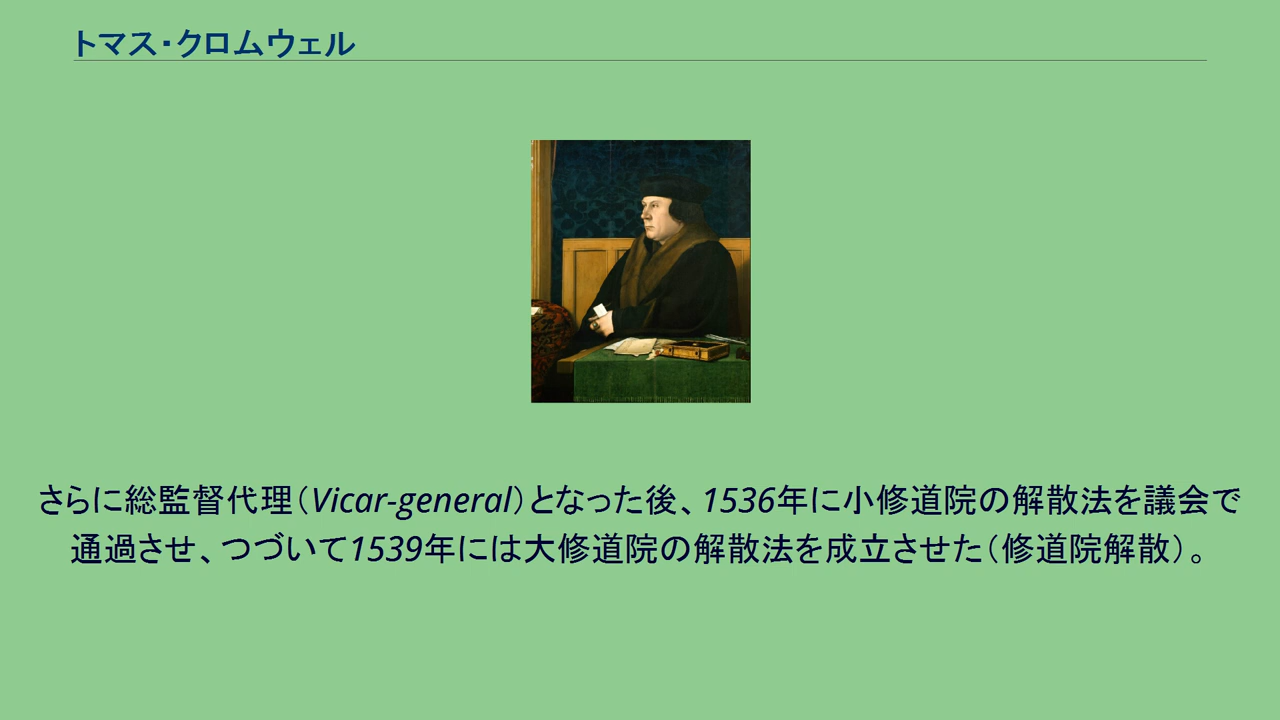 トマス・クロムウェル
さらに総監督代理（Vicar-general）となった後、1536年に小修道院の解散法を議会で
通過させ、つづいて1539年には大修道院の解散法を成立させた（修道院解散）。